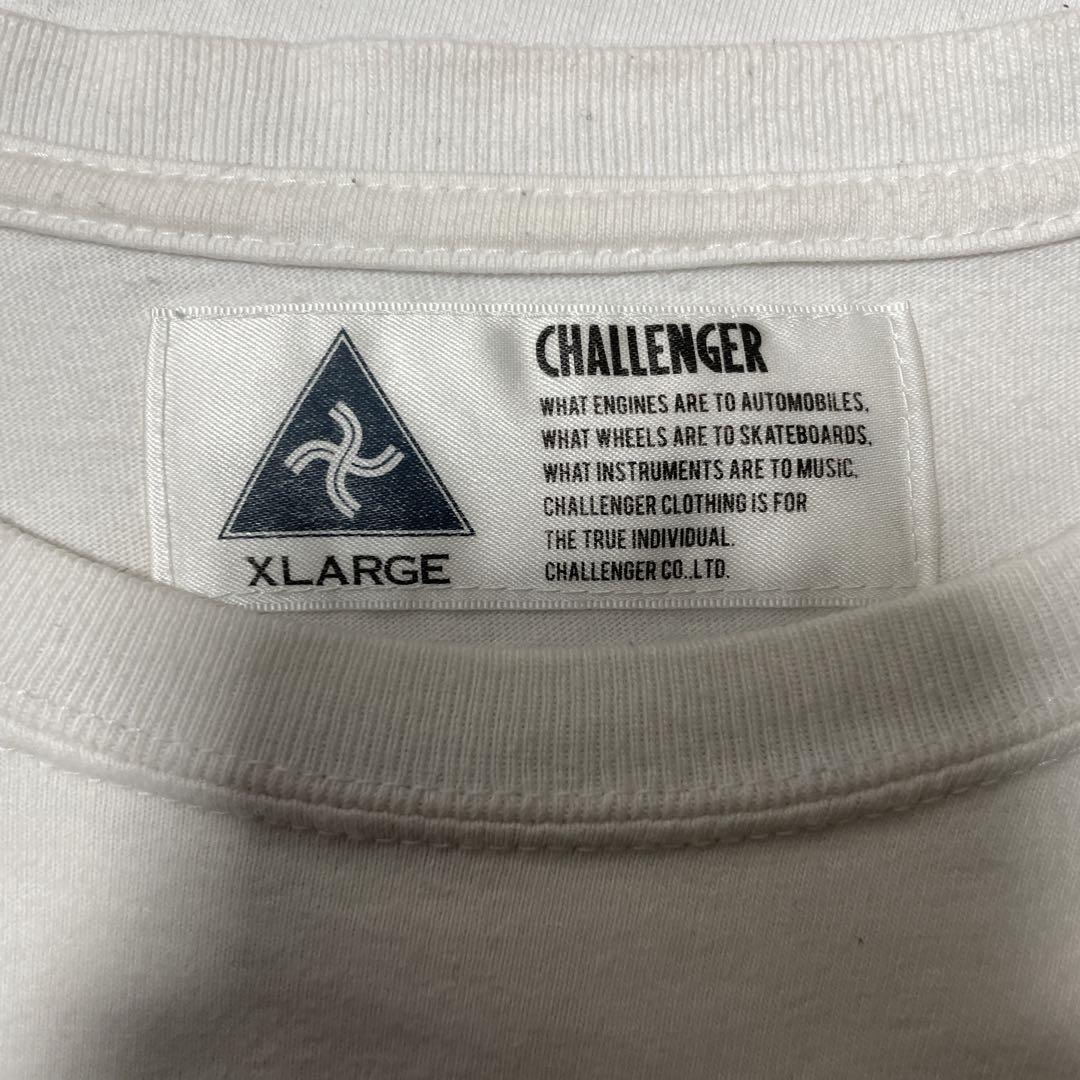 XLARGE
CHALLENGER
WHAT ENGINES ARE TO AUTOMOBILES,
WHAT WHEELS ARE TO SKATEBOARDS,
WHAT INSTRUMENTS ARE TO MUSIC,
CHALLENGER CLOTHING IS FOR
THE TRUE INDIVIDUAL.
CHALLENGER CO.,LTD.